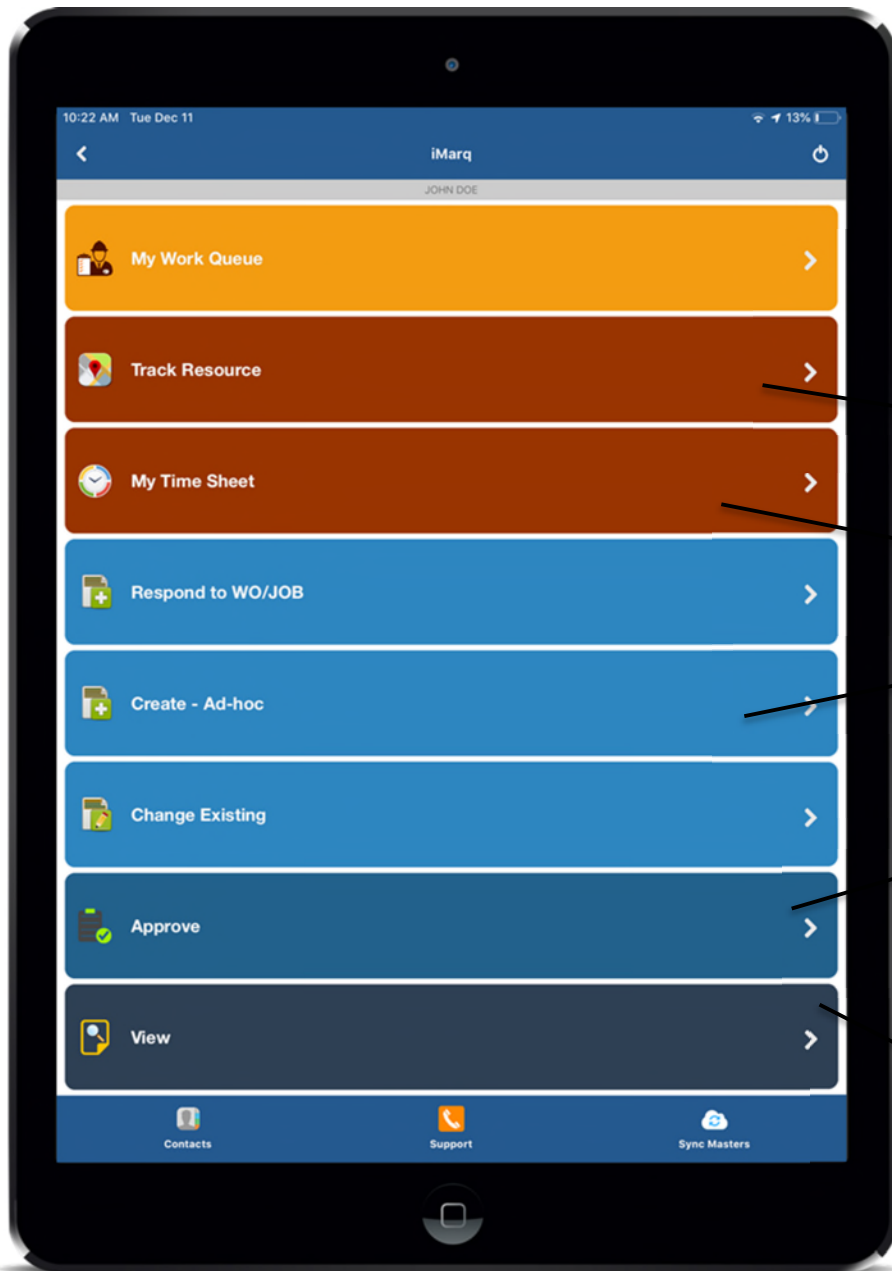 10:22 AM Tue Dec 11 13%
iMarq
JOHN DOE
My Work Queue
Track Resource
My Time Sheet
Respond to WO/JOB
Create - Ad-hoc
Change Existing
Approve
View
Contacts Support Sync Masters